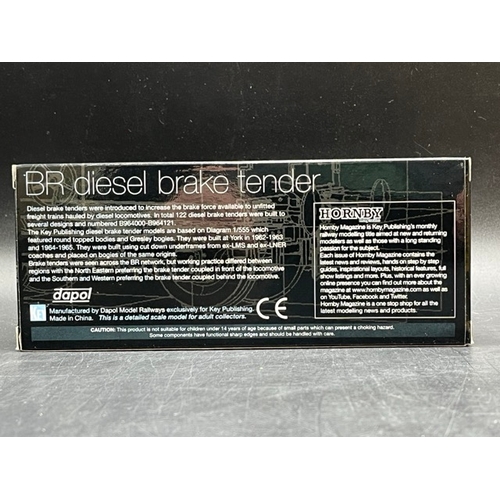 BR diesel brake tender
Diesel brake tenders were introduced to increase the brake force available to unfitted
freight trains hauled by diesel locomotives. In total 122 diesel brake tenders were built to
several designs and numbered B964000-B964121.
The Key Publishing diesel brake tender models are based on Diagram 1/555 which
featured round topped bodies and Gresley bogies. They were built at York in 1962-1963
and 1964-1965. They were built using cut down underframes from ex-LMS and ex-LNER
coaches and placed on bogies of the same origins.
Brake tenders were seen across the BR network, but working practice differed between
regions with the North Eastern preferring the brake tender coupled in front of the locomotive
and the Southern and Western preferring the brake tender coupled behind the locomotive.
dapol
Manufactured by Dapol Model Railways exclusively for Key Publishing.
Made in China. This is a detailed scale model for adult collectors.
CE
HORNBY
Hornby Magazine is Key Publishing's monthly
railway modelling title aimed at new and returning
modellers as well as those with a long standing
passion for the subject.
Each issue of Hornby Magazine contains the
latest news and reviews, hands on step by step
guides, inspirational layouts, historical features, full
show listings and more. Plus, with an ever growing
online presence you can find out more about the
magazine at www.hornbymagazine.com as well as
on YouTube, Facebook and Twitter.
Hornby Magazine is a one stop shop for all the
latest modelling news and products.
CAUTION: This product is not suitable for children under 14 years of age because of small parts which can present a choking hazard.
Some components have functional sharp edges and should be handled with care.